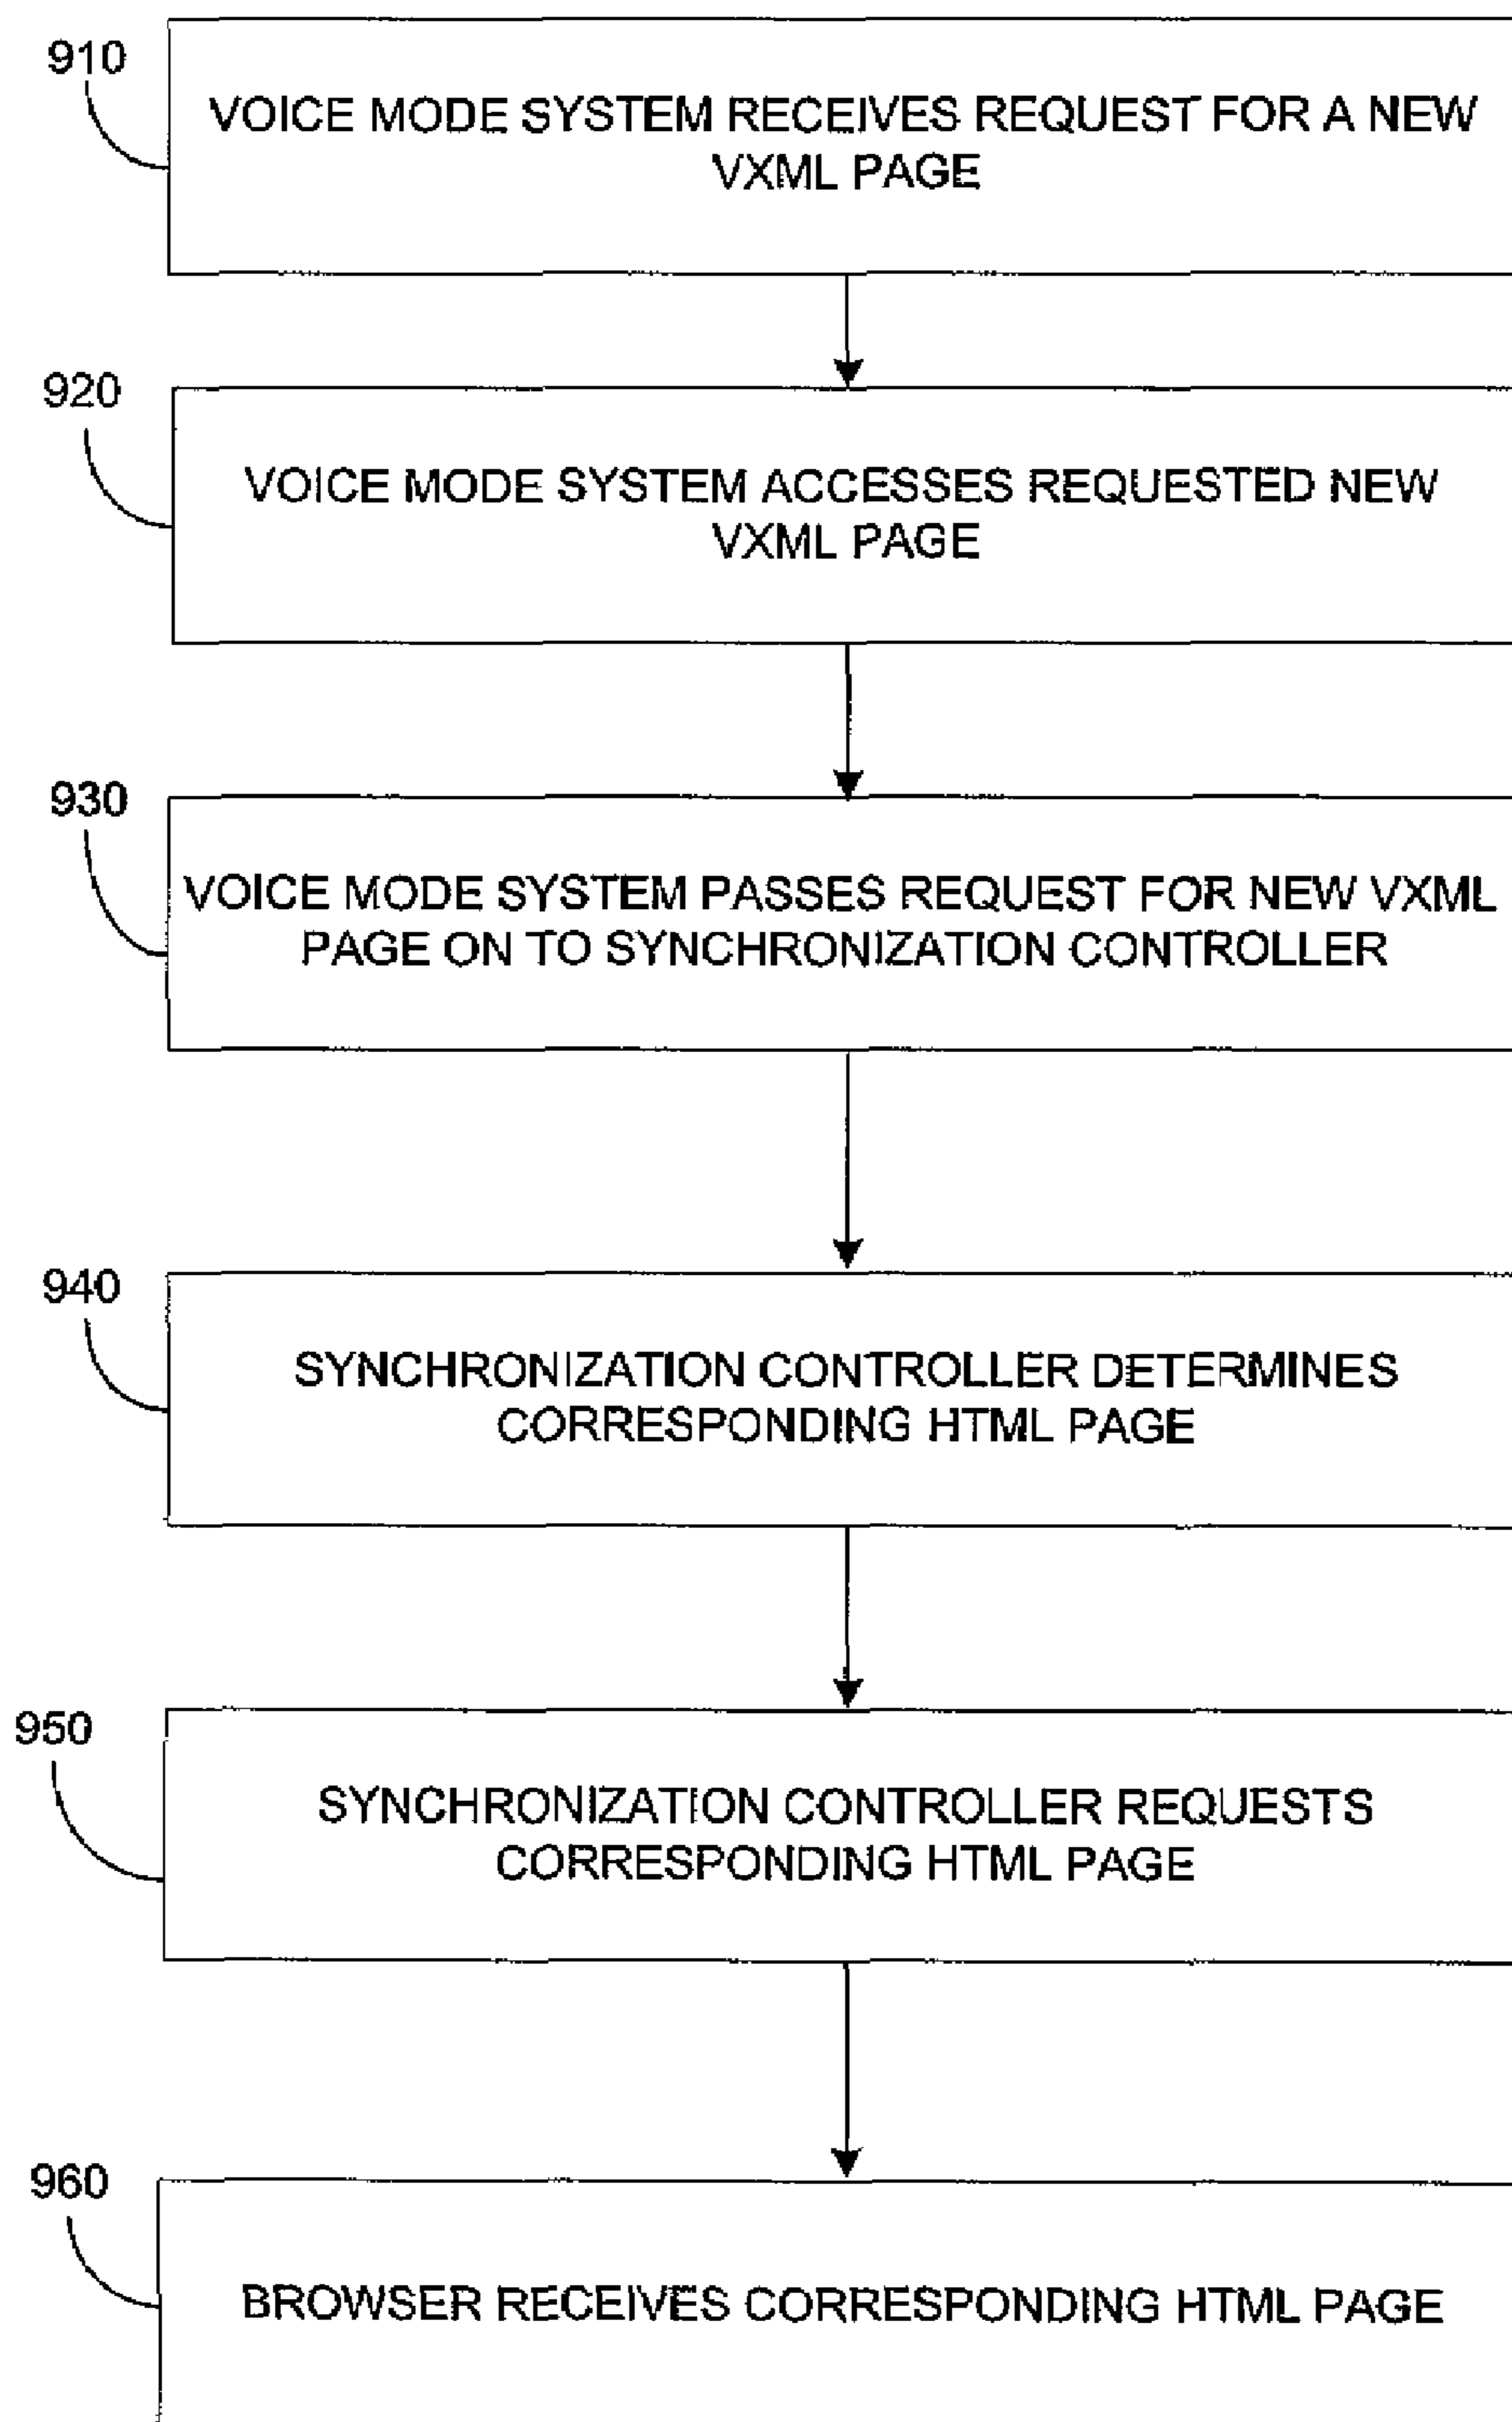 910
VOICE MODE SYSTEM RECEIVES REQUEST FOR A NEW
VXML PAGE
920
VOICE MODE SYSTEM ACCESSES REQUESTED NEW
VXML PAGE
930
VOICE MODE SYSTEM PASSES REQUEST FOR NEW VXML
PAGE ON TO SYNCHRONIZATION CONTROLLER
940
SYNCHRONIZATION CONTROLLER DETERMINES
CORRESPONDING HTML PAGE
950
SYNCHRONIZATION CONTROLLER REQUESTS
CORRESPONDING HTML PAGE
960
BROWSER RECEIVES CORRESPONDING HTML PAGE